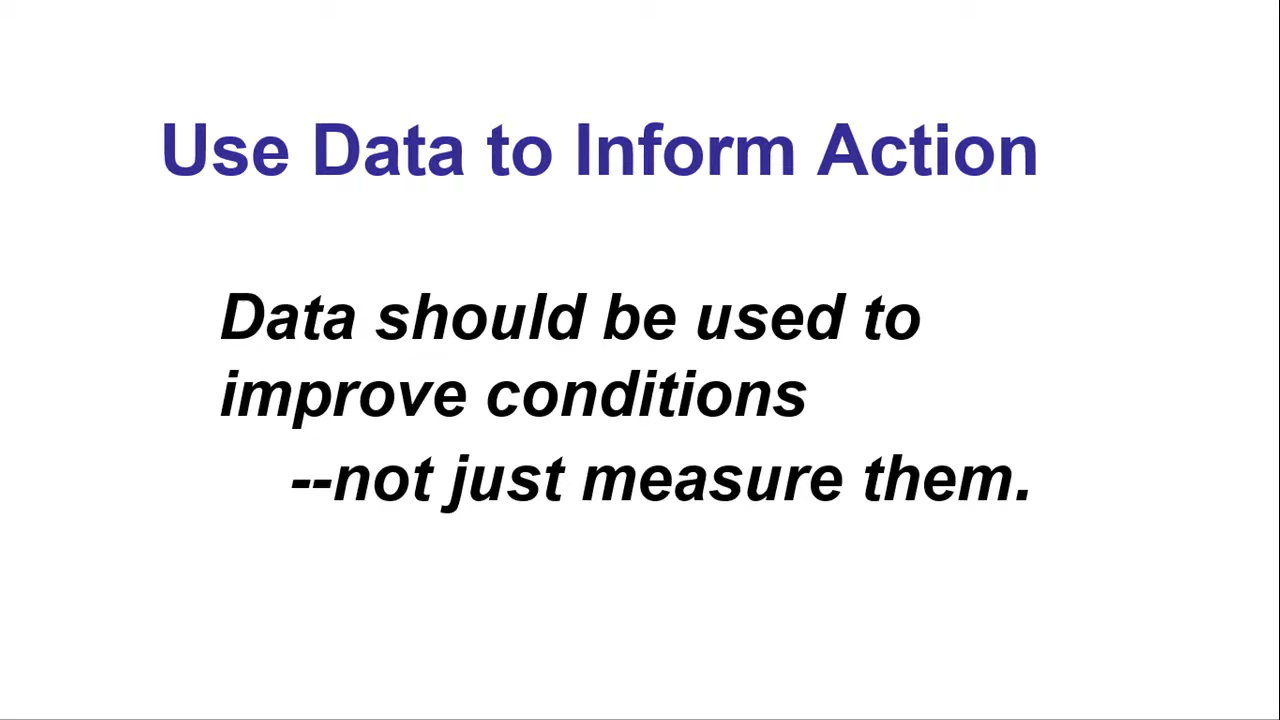 Use Data to Inform Action
Data should be used to
improve conditions
--not just measure them.